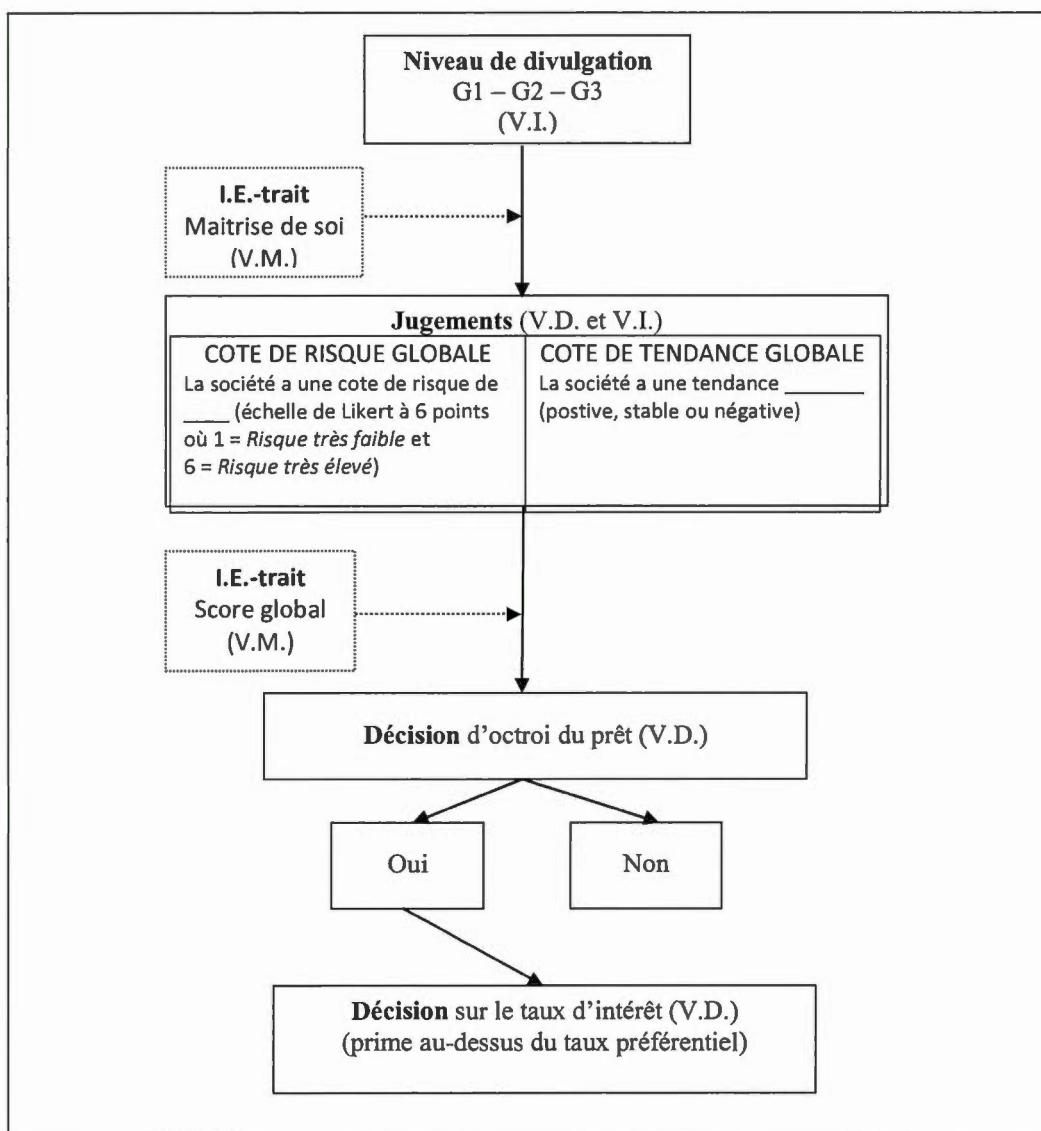 Niveau de divulgation
G1 – G2 – G3
(V.I.)
I.E.-trait
Maitrise de soi
(V.M.)
Jugements (V.D. et V.I.)
COTE DE RISQUE GLOBALE
La société a une cote de risque de
____ (échelle de Likert à 6 points
où 1 = Risque très faible et
6 = Risque très élevé)
COTE DE TENDANCE GLOBALE
La société a une tendance _______
(postive, stable ou négative)
I.E.-trait
Score global
(V.M.)
Décision d'octroi du prêt (V.D.)
Oui
Non
Décision sur le taux d'intérêt (V.D.)
(prime au-dessus du taux préférentiel)